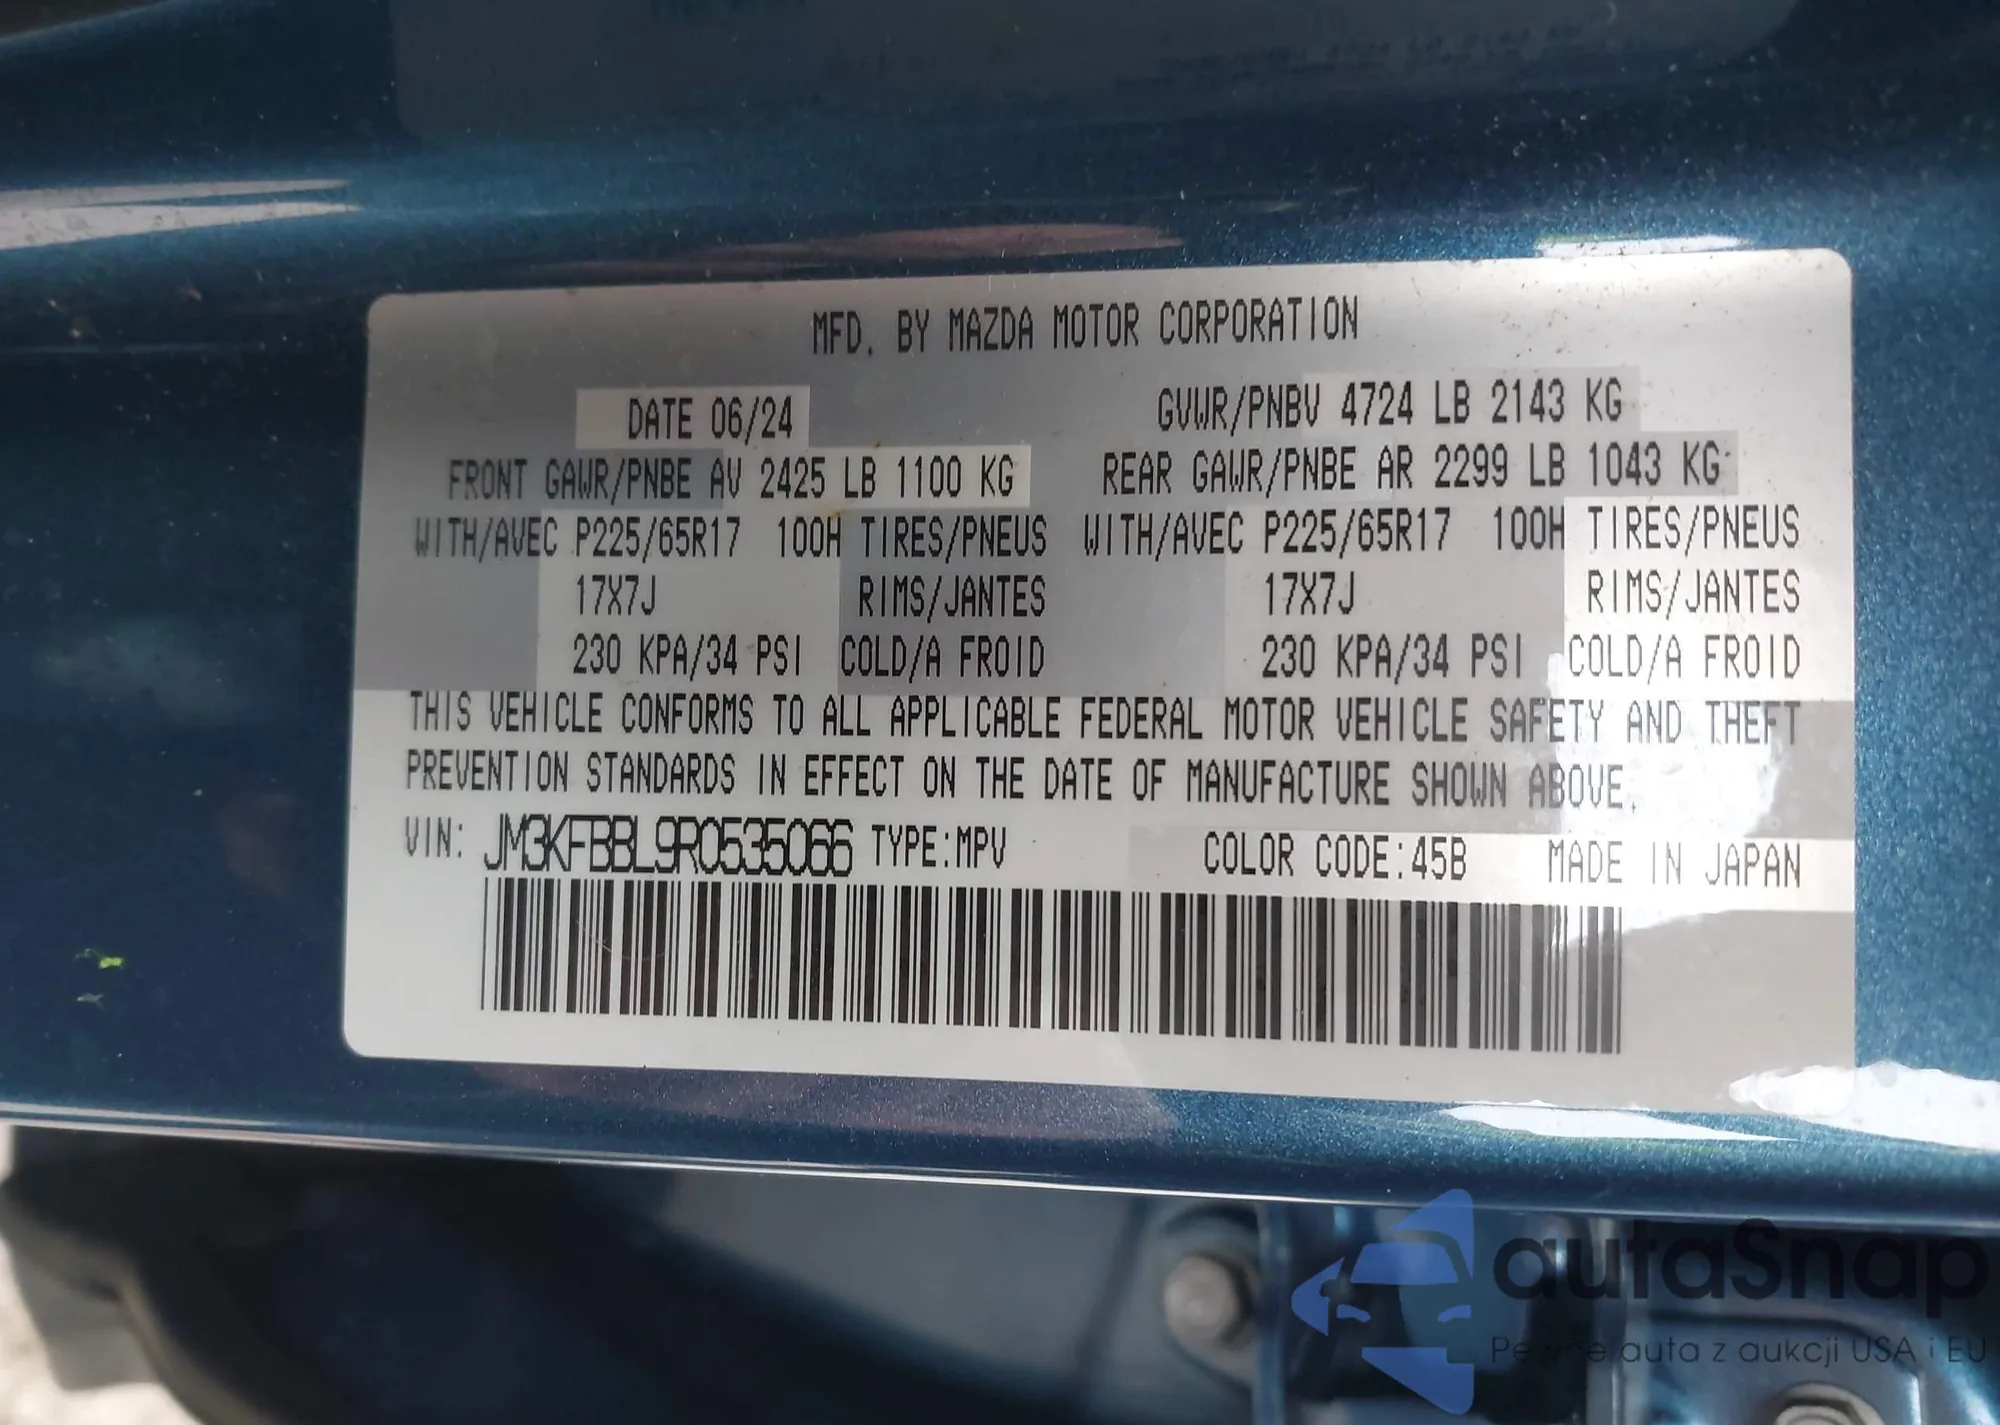 MFD. BY MAZDA MOTOR CORPORATION
DATE 06/24 GVWR/PNBV 4724 LB 2143 KG
FRONT GAWR/PNBE AV 2425 LB 1100 KG REAR GAWR/PNBE AR 2299 LB 1043 KG
WITH/AVEC P225/65R17 100H TIRES/PNEUS WITH/AVEC P225/65R17 100H TIRES/PNEUS
17X7J RIMS/JANTES 17X7J RIMS/JANTES
230 KPA/34 PSI COLD/A FROID 230 KPA/34 PSI COLD/A FROID
THIS VEHICLE CONFORMS TO ALL APPLICABLE FEDERAL MOTOR VEHICLE SAFETY AND THEFT
PREVENTION STANDARDS IN EFFECT ON THE DATE OF MANUFACTURE SHOWN ABOVE.
VIN: JM3KFBBL9R0535066 TYPE:MPV COLOR CODE:45B MADE IN JAPAN
autaSnap
Pewne auta z aukcji USA i EU